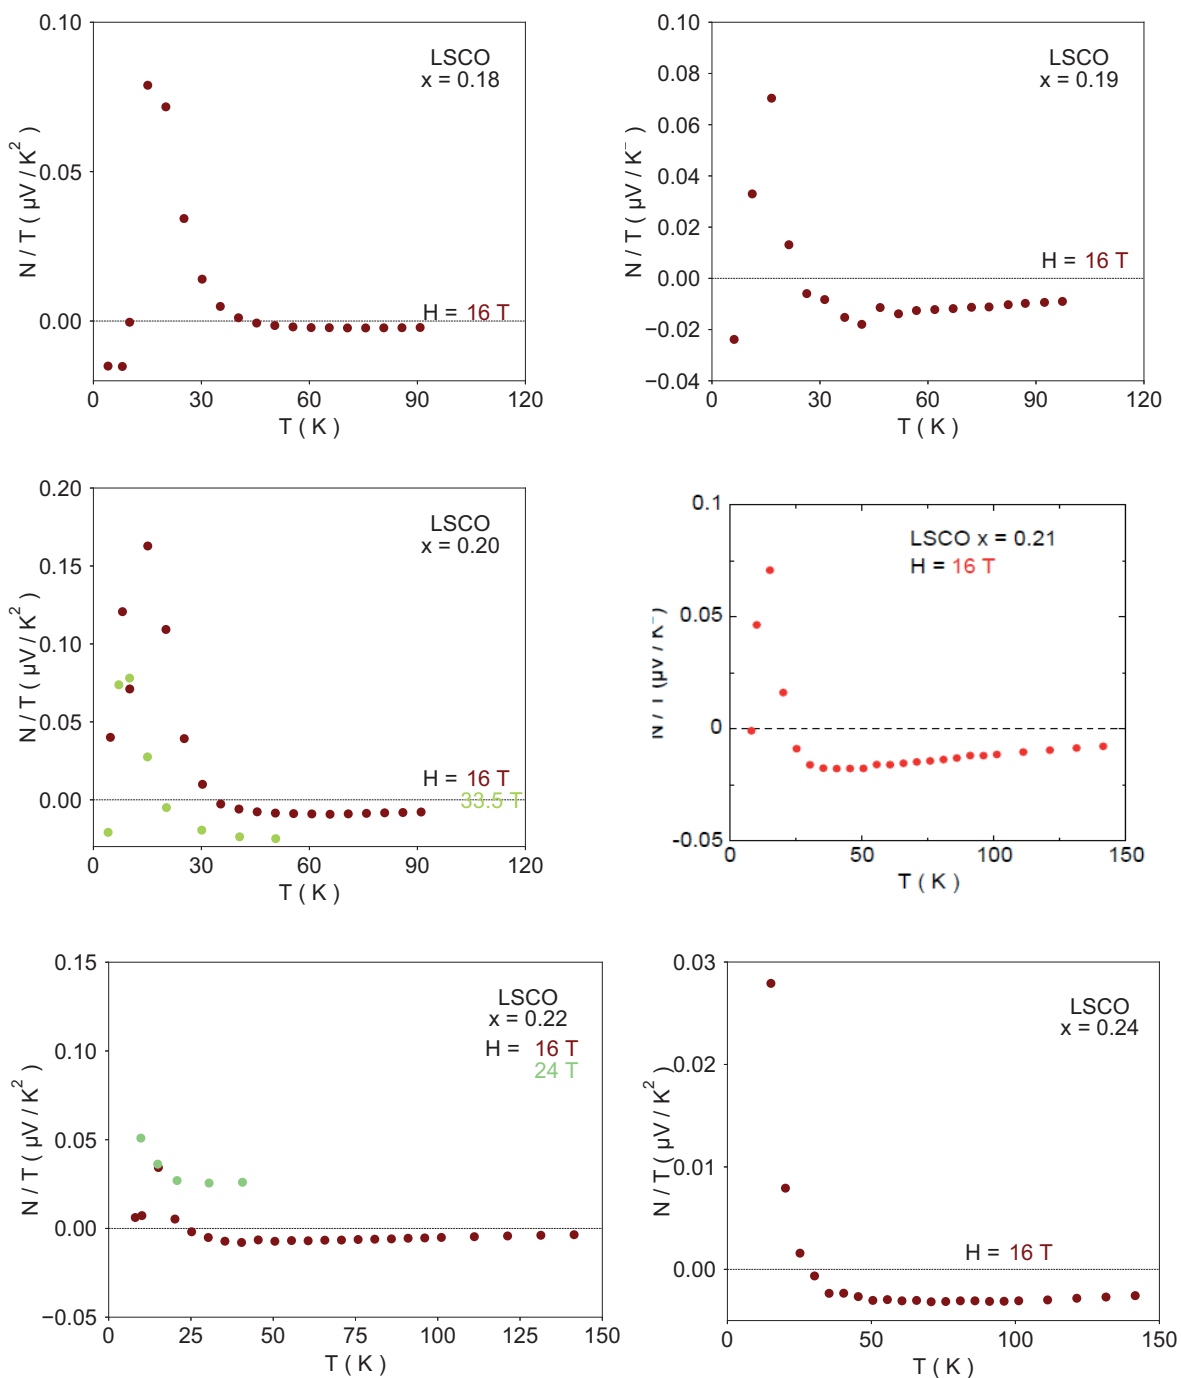 0.10
LSCO
x = 0.18
0.05
0.00
H = 16 T
N / T ( μV / K²  )
0
30
60
90
120
T ( K )
0.10
LSCO
x = 0.19
0.08
0.06
0.04
0.02
0.00
H = 16 T
−0.02
−0.04
N / T ( μV / K⁻ )
0
30
60
90
120
T ( K )
0.20
LSCO
x = 0.20
0.15
0.10
0.05
0.00
H = 16 T
33.5 T
N / T ( μV / K² )
0
30
60
90
120
T ( K )
0.1
LSCO x = 0.21
H = 16 T
0.05
0
-0.05
N / T (μV / K⁻)
0
50
100
150
T ( K )
0.15
LSCO
x = 0.22
H = 16 T
24 T
0.10
0.05
0.00
−0.05
N / T ( μV / K² )
0
25
50
75
100
125
150
T ( K )
0.03
LSCO
x = 0.24
0.02
0.01
H = 16 T
0.00
N / T ( μV / K² )
0
50
100
150
T ( K )